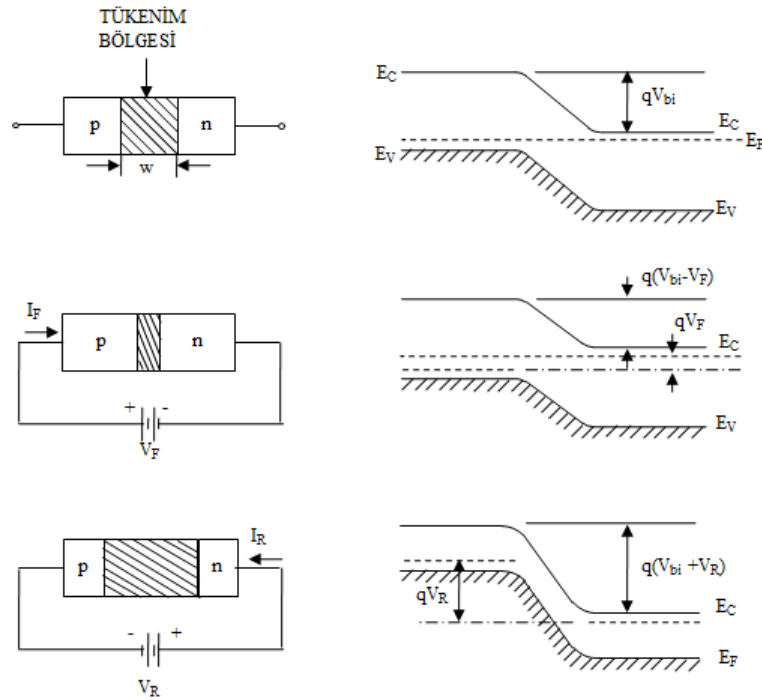 TÜKENİM
BÖLGESİ
p
n
w
E_C
qV_bi
E_C
E_F
E_V
E_V
I_F
p
n
+ -
V_F
q(V_bi-V_F)
qV_F
E_C
E_V
I_R
p
n
- +
V_R
q(V_bi +V_R)
qV_R
E_C
E_F